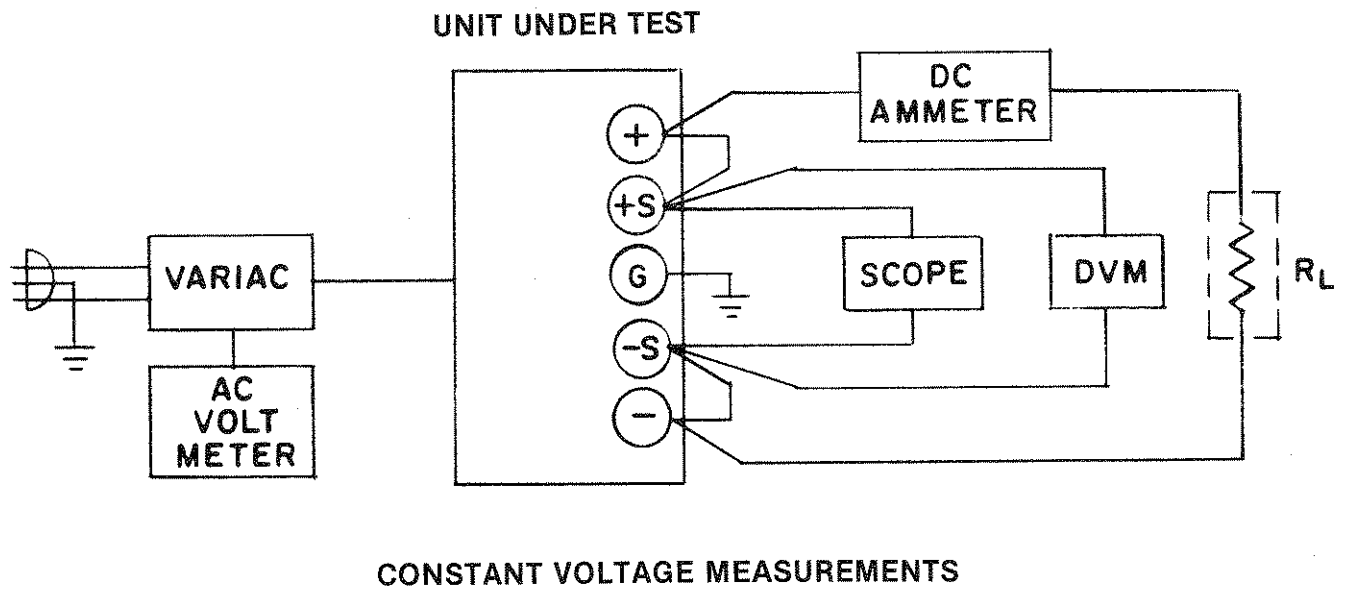 UNIT UNDER TEST
DC
AMMETER
+
+S
G
-S
-
VARIAC
AC
VOLT
METER
SCOPE
DVM
RL
CONSTANT VOLTAGE MEASUREMENTS